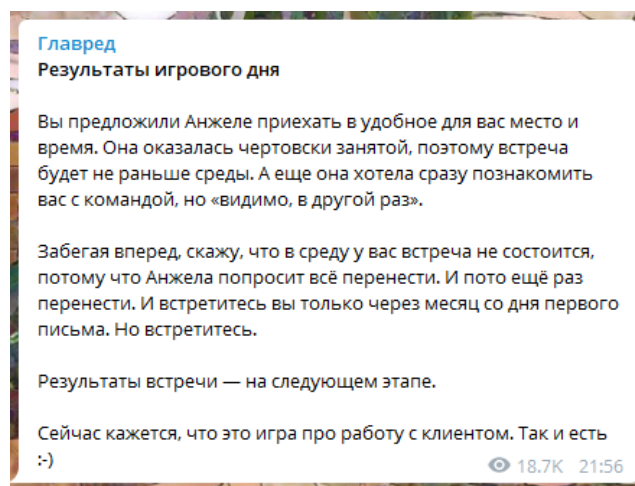 Главред
Результаты игрового дня
Вы предложили Анжеле приехать в удобное для вас место и
время. Она оказалась чертовски занятой, поэтому встреча
будет не раньше среды. А еще она хотела сразу познакомить
вас с командой, но «видимо, в другой раз».
Забегая вперед, скажу, что в среду у вас встреча не состоится,
потому что Анжела попросит всё перенести. И пото ещё раз
перенести. И встретитесь вы только через месяц со дня первого
письма. Но встретитесь.
Результаты встречи — на следующем этапе.
Сейчас кажется, что это игра про работу с клиентом. Так и есть
:-)
18.7K 21:56